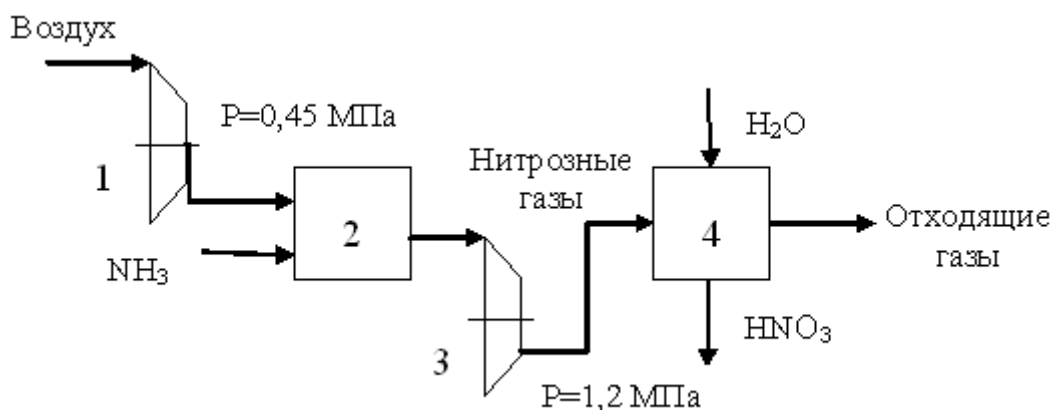 Воздух
P=0,45 МПа
1
2
NH₃
3
P=1,2 МПа
Нитрозные
газы
H₂O
4
Отходящие
газы
HNO₃